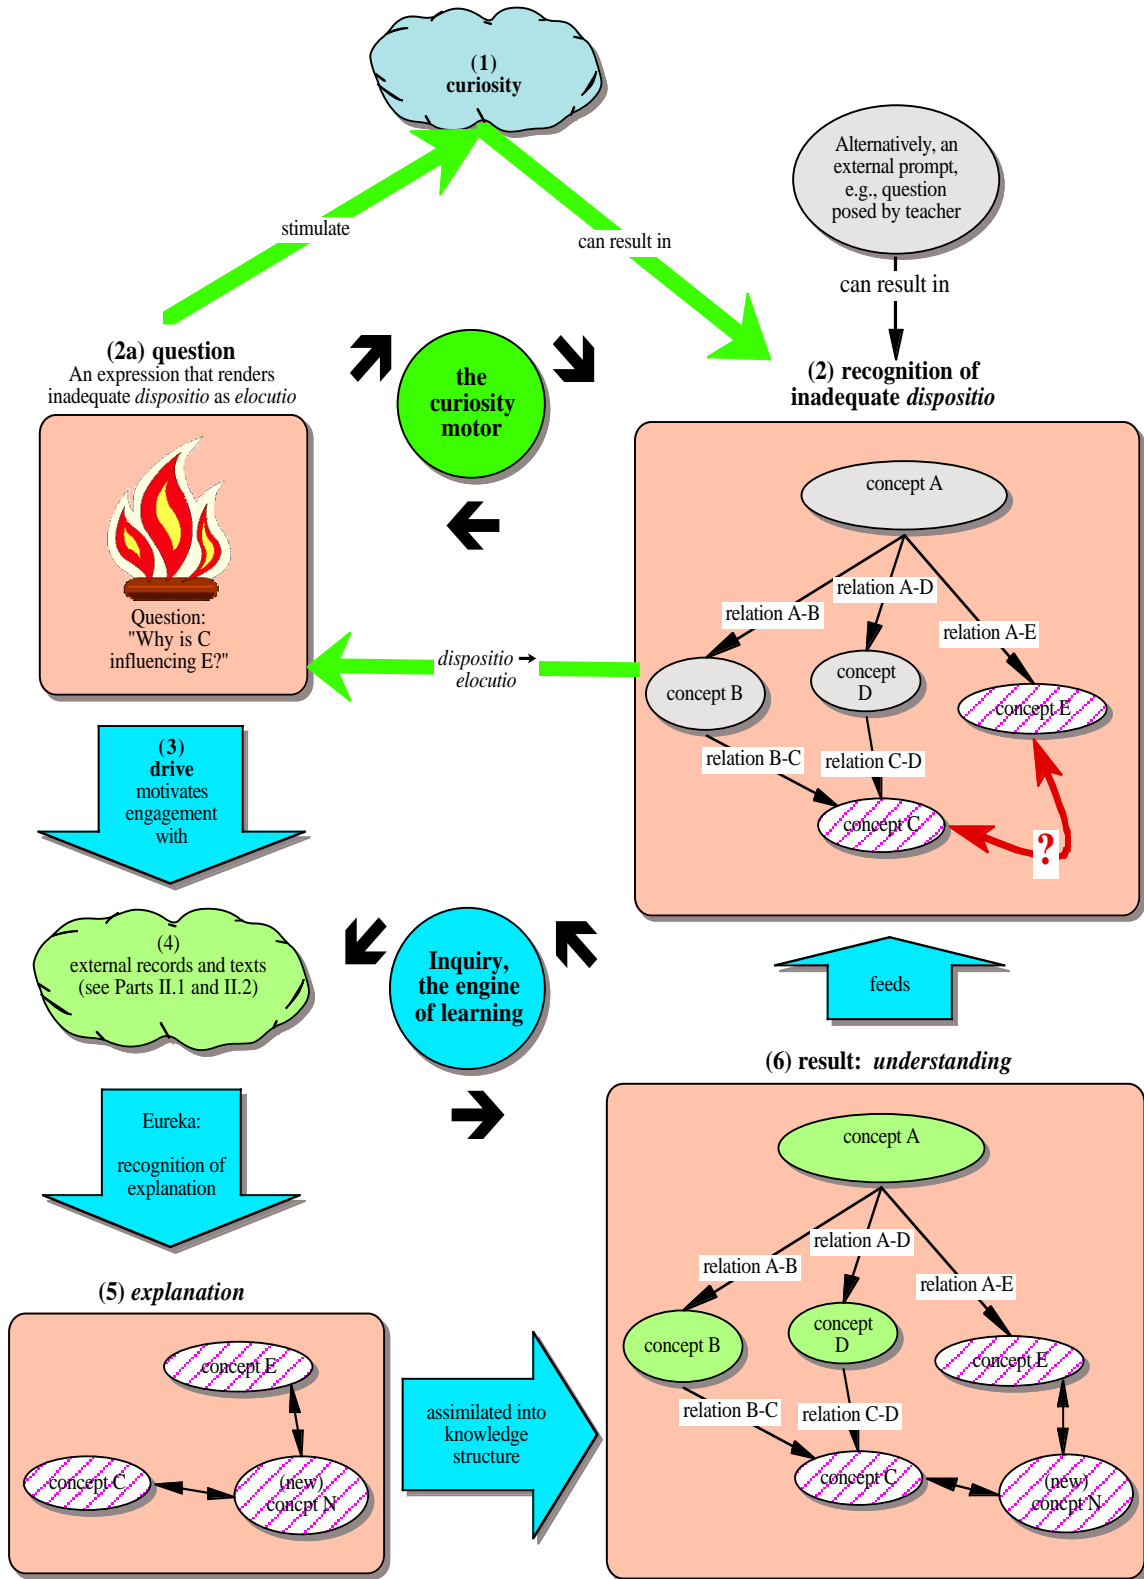 (1)
curiosity
Alternatively, an
external prompt,
e.g., question
posed by teacher
stimulate
can result in
can result in
(2a) question
An expression that renders
inadequate dispositio as elocutio
the
curiosity
motor
(2) recognition of
inadequate dispositio
Question:
"Why is C
influencing E?"
dispositio →
elocutio
concept A
relation A-B
relation A-D
relation A-E
concept B
concept
D
concept E
relation B-C
relation C-D
concept C
?
(3)
drive
motivates
engagement
with
(4)
external records and texts
(see Parts II.1 and II.2)
Inquiry,
the engine
of learning
feeds
Eureka:
recognition of
explanation
(6) result: understanding
concept A
relation A-B
relation A-D
relation A-E
concept B
concept
D
concept E
relation B-C
relation C-D
concept C
(new)
concpt N
(5) explanation
concept E
concept C
(new)
concpt N
assimilated into
knowledge
structure